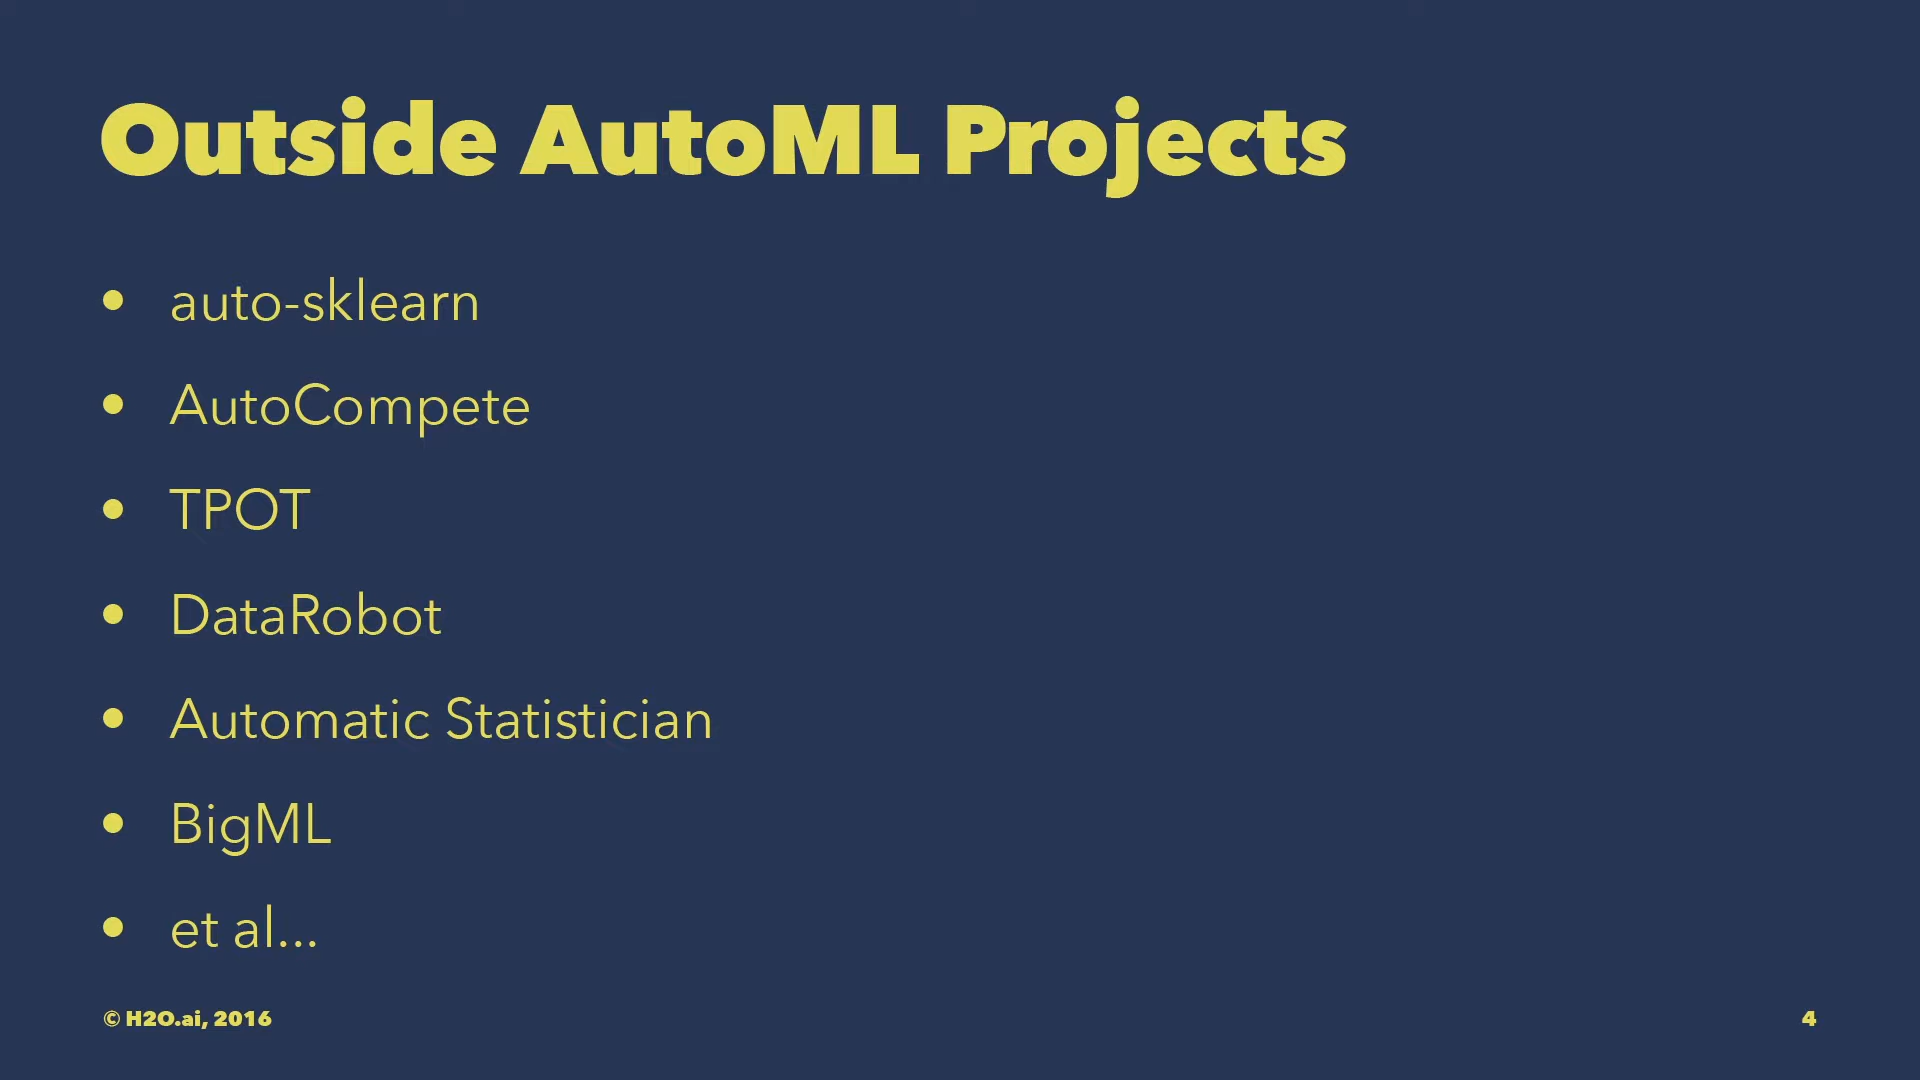 Outside AutoML Projects
• auto-sklearn
• AutoCompete
• TPOT
• DataRobot
• Automatic Statistician
• BigML
• et al...
© H2O.ai, 2016
4